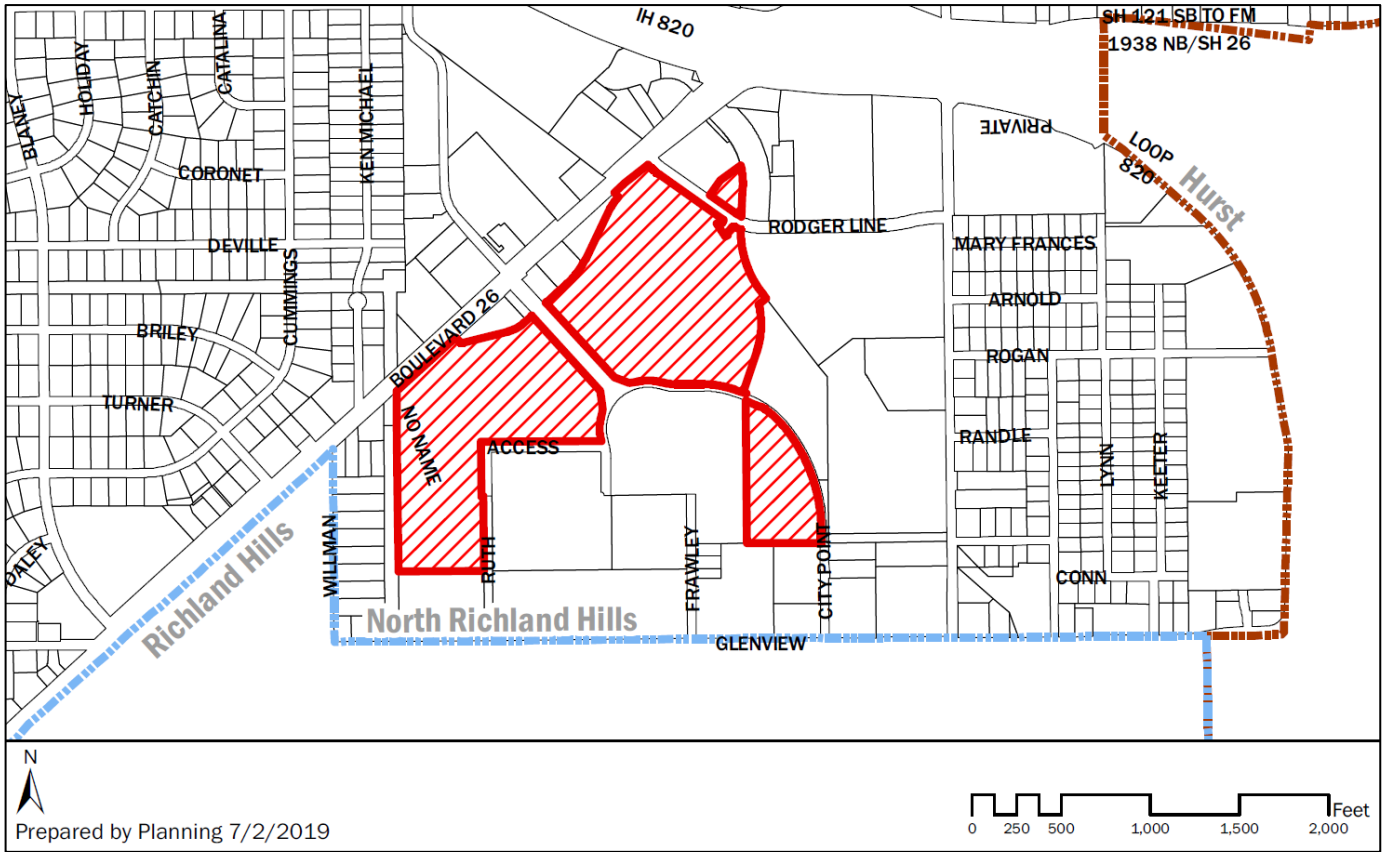 IH 820
SH 121 SB TO FM
1938 NB/SH 26
BLANEY
HOLIDAY
CATCHIN
CATALINA
KEN MICHAEL
PRIVATE
LOOP
820
Hurst
CORONET
DEVILLE
CUMMINGS
RODGER LINE
MARY FRANCES
ARNOLD
BRILEY
BOULEVARD 26
ROGAN
TURNER
NO NAME
ACCESS
RANDLE
LYNN
KEETER
DALEY
Richland Hills
WILLMAN
RUTH
FRAWLEY
CITY POINT
CONN
North Richland Hills
GLENVIEW
N
Prepared by Planning 7/2/2019
Feet
0 250 500 1,000 1,500 2,000